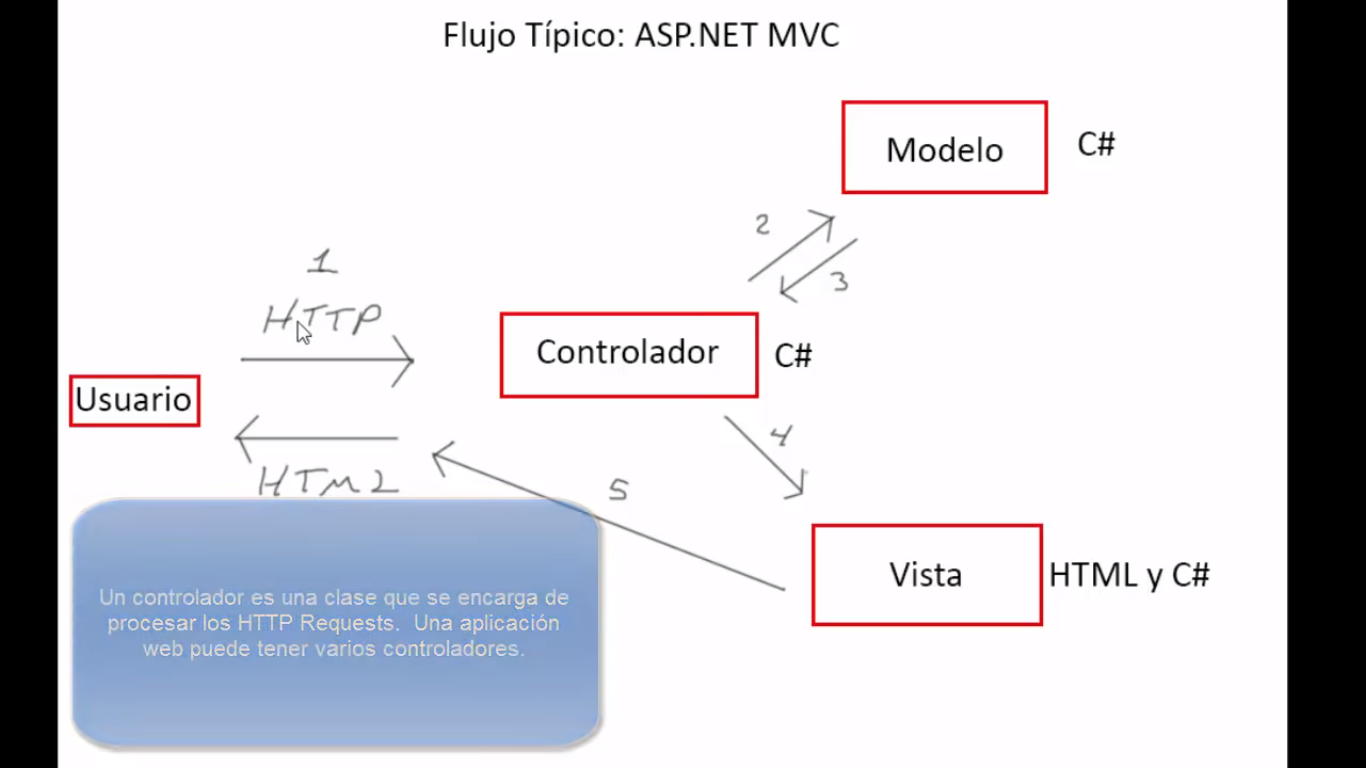 Flujo Típico: ASP.NET MVC
Modelo
C#
2
3
1
HTTP
Controlador
C#
Usuario
4
HTML
5
Vista
HTML y C#
Un controlador es una clase que se encarga de
procesar los HTTP Requests. Una aplicación
web puede tener varios controladores.